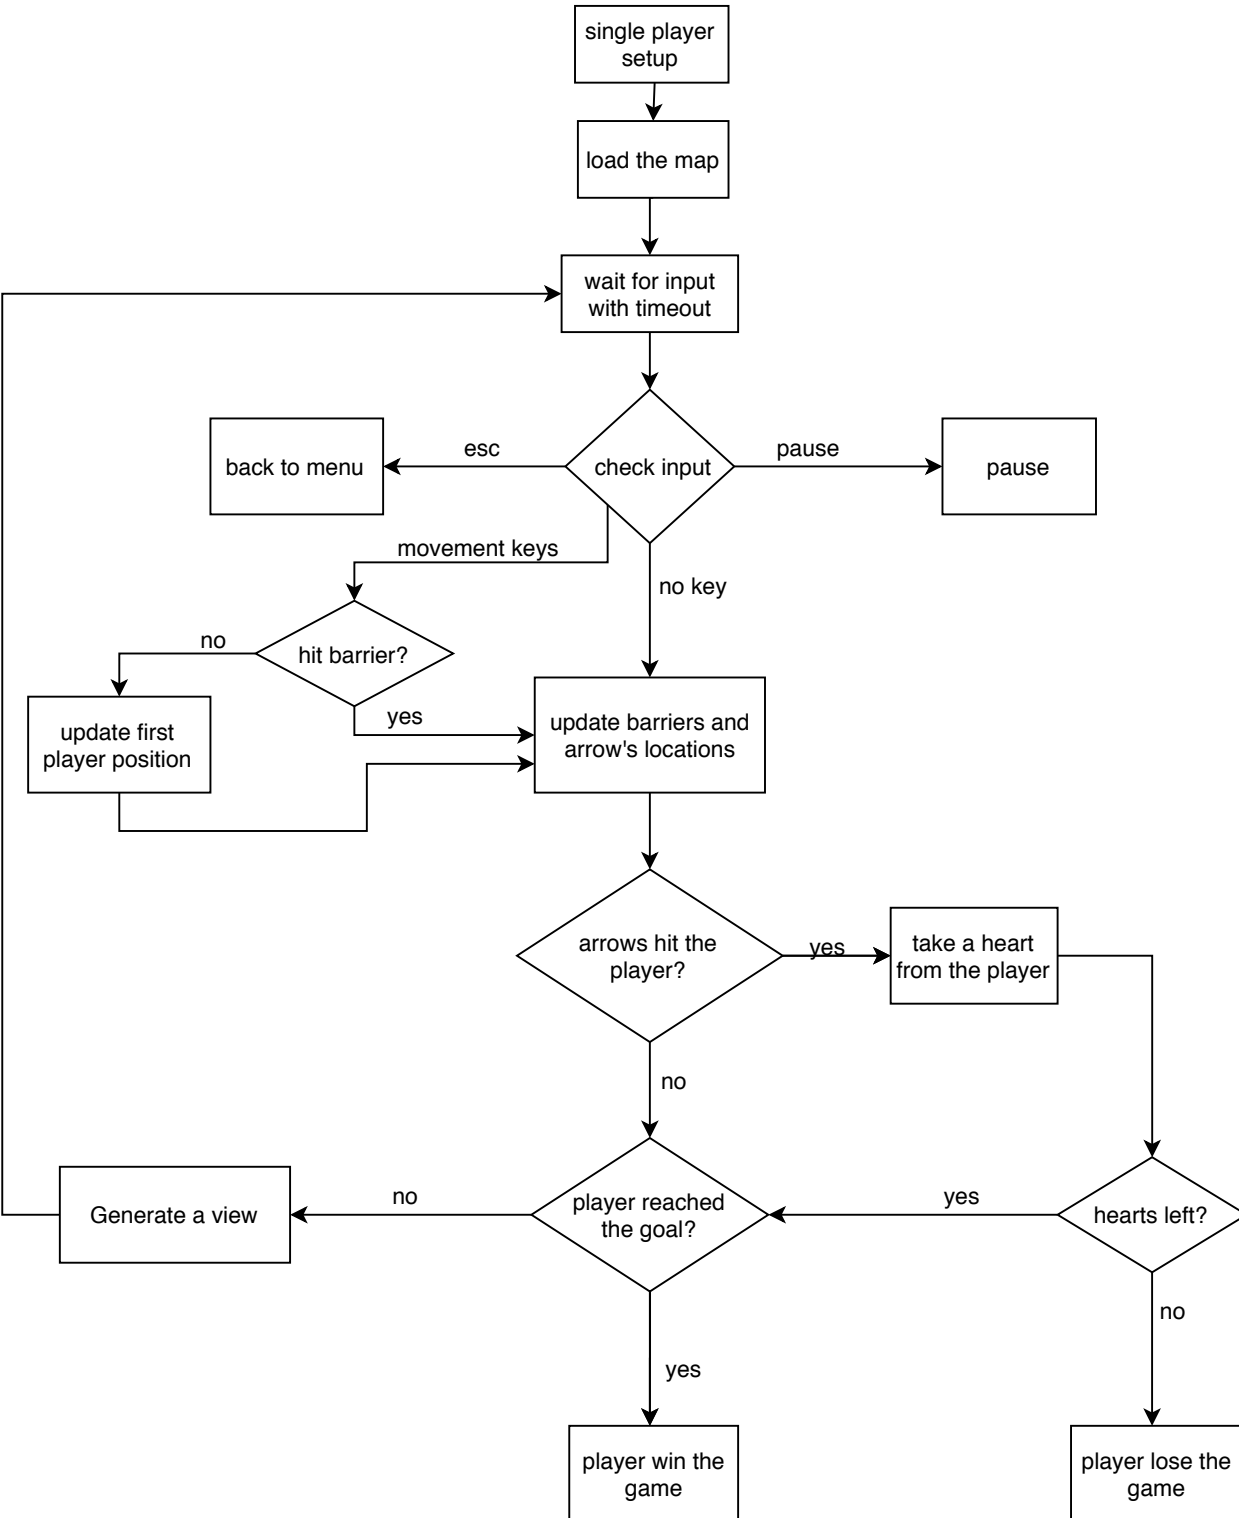 single player
setup
load the map
wait for input
with timeout
esc
pause
back to menu
check input
pause
movement keys
no key
no
hit barrier?
yes
update first
player position
update barriers and
arrow's locations
arrows hit the
player?
yes
take a heart
from the player
no
Generate a view
no
player reached
the goal?
yes
hearts left?
no
yes
player win the
game
player lose the
game